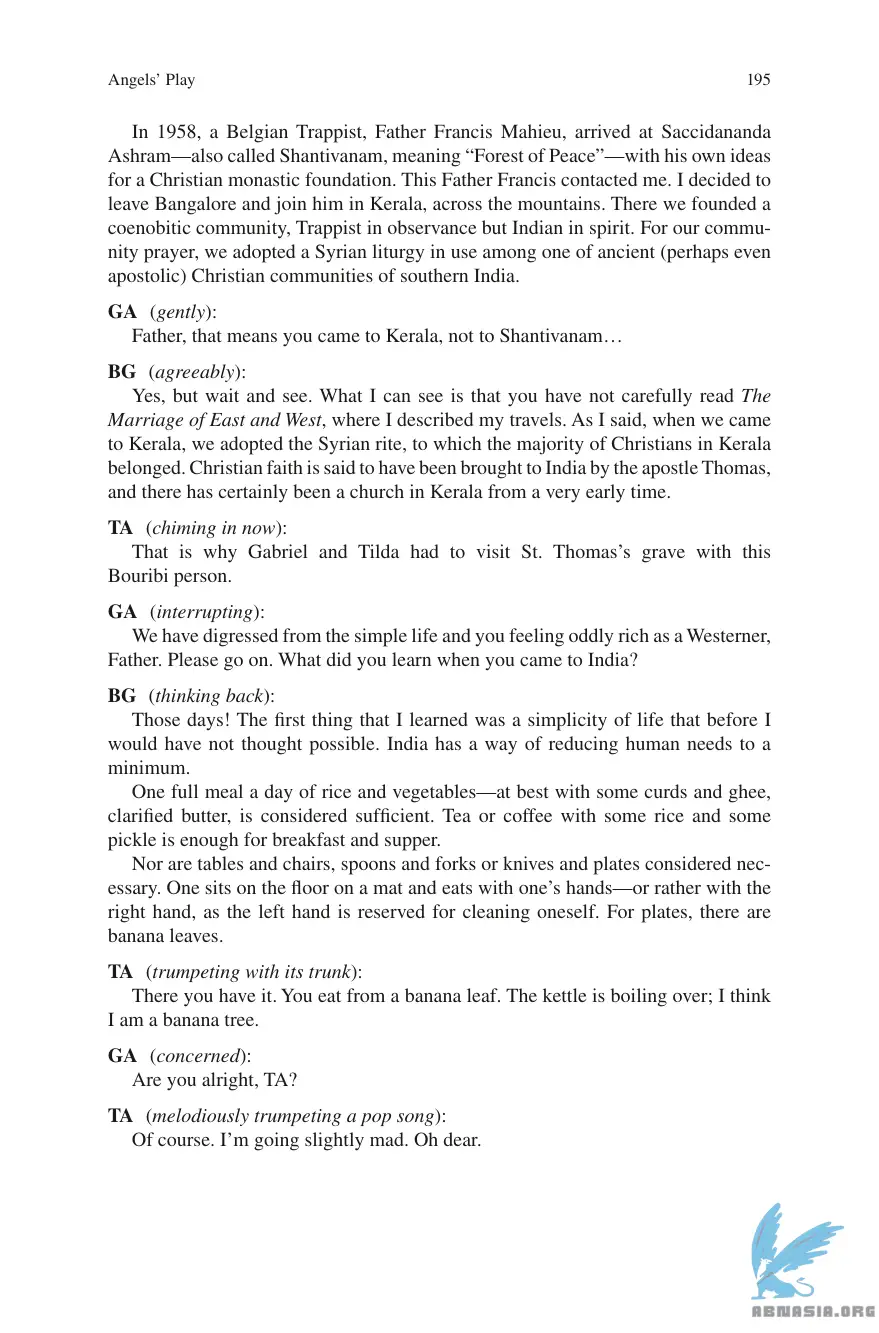 Angels’ Play 195
In 1958, a Belgian Trappist, Father Francis Mahieu, arrived at Saccidananda
Ashram—also called Shantivanam, meaning “Forest of Peace”—with his own ideas
for a Christian monastic foundation. This Father Francis contacted me. I decided to
leave Bangalore and join him in Kerala, across the mountains. There we founded a
coenobitic community, Trappist in observance but Indian in spirit. For our commu-
nity prayer, we adopted a Syrian liturgy in use among one of ancient (perhaps even
apostolic) Christian communities of southern India.
GA (gently):
Father, that means you came to Kerala, not to Shantivanam…
BG (agreeably):
Yes, but wait and see. What I can see is that you have not carefully read The
Marriage of East and West, where I described my travels. As I said, when we came
to Kerala, we adopted the Syrian rite, to which the majority of Christians in Kerala
belonged. Christian faith is said to have been brought to India by the apostle Thomas,
and there has certainly been a church in Kerala from a very early time.
TA (chiming in now):
That is why Gabriel and Tilda had to visit St. Thomas’s grave with this
Bouribi person.
GA (interrupting):
We have digressed from the simple life and you feeling oddly rich as a Westerner,
Father. Please go on. What did you learn when you came to India?
BG (thinking back):
Those days! The first thing that I learned was a simplicity of life that before I
would have not thought possible. India has a way of reducing human needs to a
minimum.
One full meal a day of rice and vegetables—at best with some curds and ghee,
clarified butter, is considered sufficient. Tea or coffee with some rice and some
pickle is enough for breakfast and supper.
Nor are tables and chairs, spoons and forks or knives and plates considered nec-
essary. One sits on the floor on a mat and eats with one’s hands—or rather with the
right hand, as the left hand is reserved for cleaning oneself. For plates, there are
banana leaves.
TA (trumpeting with its trunk):
There you have it. You eat from a banana leaf. The kettle is boiling over; I think
I am a banana tree.
GA (concerned):
Are you alright, TA?
TA (melodiously trumpeting a pop song):
Of course. I’m going slightly mad. Oh dear.
ABNASIA.ORG